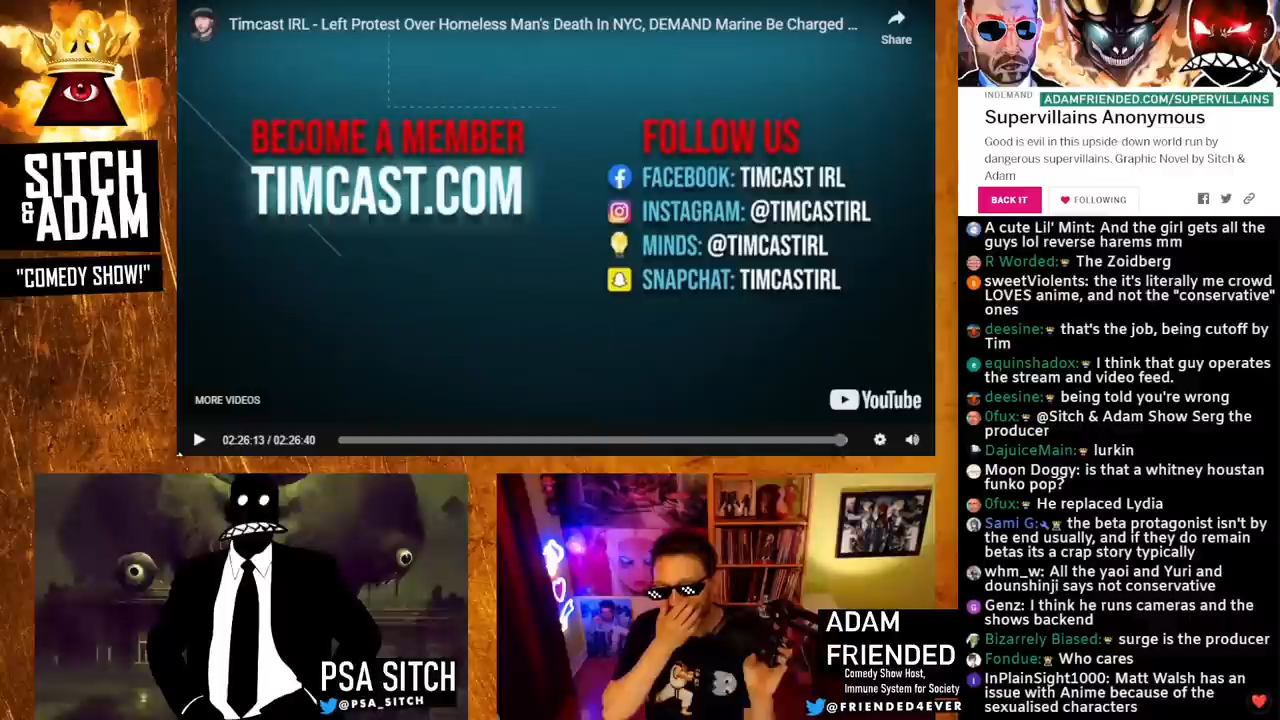 Timcast IRL - Left Protest Over Homeless Man's Death In NYC, DEMAND Marine Be Charged ...
Share
BECOME A MEMBER
TIMCAST.COM
FOLLOW US
FACEBOOK: TIMCAST IRL
INSTAGRAM: @TIMCASTIRL
MINDS: @TIMCASTIRL
SNAPCHAT: TIMCASTIRL
MORE VIDEOS
YouTube
02:26:13 / 02:26:40
SITCH
& ADAM
"COMEDY SHOW!"
INDEMAND
ADAMFRIENDED.COM/SUPERVILLAINS
Supervillains Anonymous
Good is evil in this upside-down world run by
dangerous supervillains. Graphic Novel by Sitch &
Adam
BACK IT
FOLLOWING
A cute Lil' Mint: And the girl gets all the
guys lol reverse harems mm
R Worded: The Zoidberg
sweetViolents: the it's literally me crowd
LOVES anime, and not the "conservative"
ones
deesine: that's the job, being cutoff by
Tim
equinshadox: I think that guy operates
the stream and video feed.
deesine: being told you're wrong
0fux: @Sitch & Adam Show Serg the
producer
DajuiceMain: lurkin
Moon Doggy: is that a whitney houstan
funko pop?
0fux: He replaced Lydia
Sami G: the beta protagonist isn't by
the end usually, and if they do remain
betas its a crap story typically
whm_w: All the yaoi and Yuri and
dounshinji says not conservative
Genz: I think he runs cameras and the
shows backend
Bizarrely Biased: surge is the producer
Fondue: Who cares
InPlainSight1000: Matt Walsh has an
issue with Anime because of the
sexualised characters
PSA SITCH
@PSA_SITCH
ADAM
FRIENDED
Comedy Show Host,
Immune System for Society
@FRIENDED4EVER